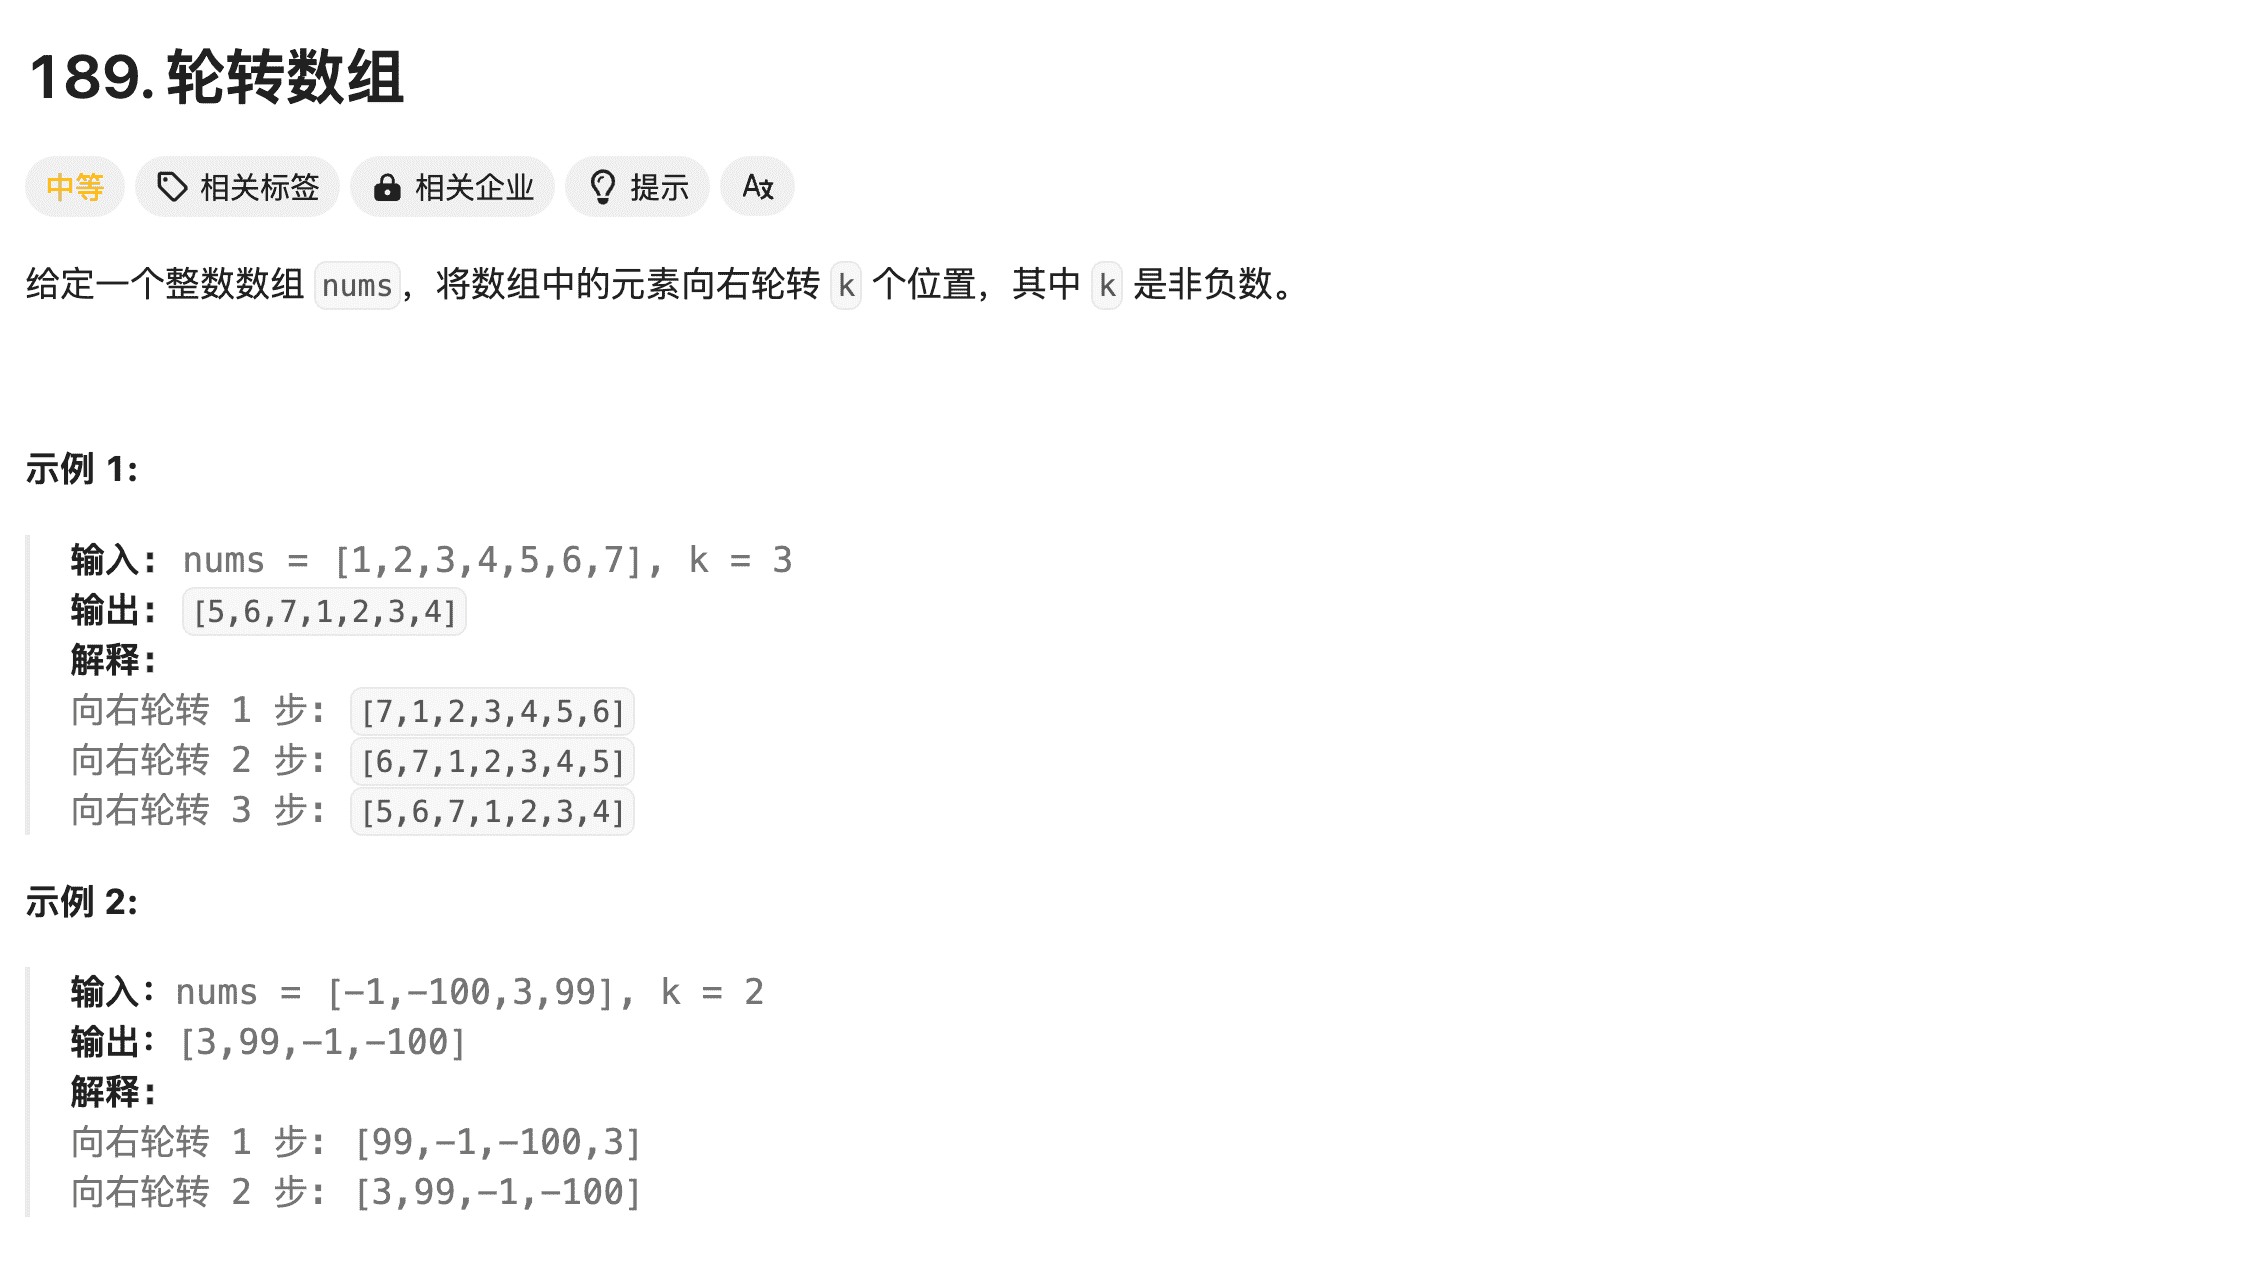 189. 轮转数组
中等 相关标签 相关企业 提示 Aあ
给定一个整数数组 nums，将数组中的元素向右轮转 k 个位置，其中 k 是非负数。
示例 1:
输入: nums = [1,2,3,4,5,6,7], k = 3
输出: [5,6,7,1,2,3,4]
解释:
向右轮转 1 步: [7,1,2,3,4,5,6]
向右轮转 2 步: [6,7,1,2,3,4,5]
向右轮转 3 步: [5,6,7,1,2,3,4]
示例 2:
输入：nums = [-1,-100,3,99], k = 2
输出：[3,99,-1,-100]
解释:
向右轮转 1 步: [99,-1,-100,3]
向右轮转 2 步: [3,99,-1,-100]